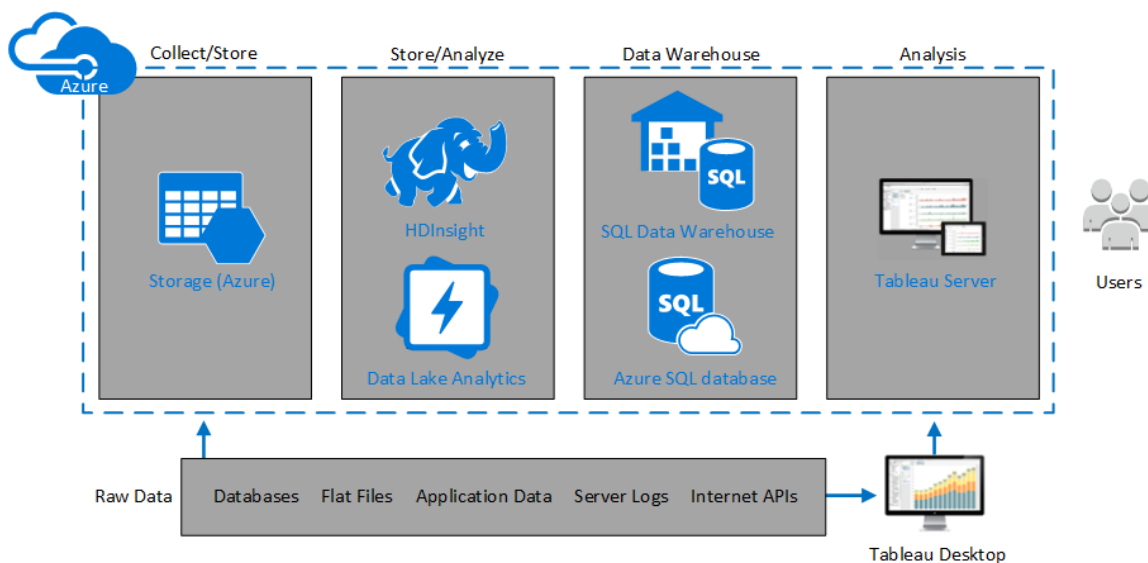 Collect/Store
Store/Analyze
Data Warehouse
Analysis
Azure
SQL
HDInsight
SQL Data Warehouse
Storage (Azure)
Tableau Server
Users
SQL
Data Lake Analytics
Azure SQL database
Raw Data
Databases
Flat Files
Application Data
Server Logs
Internet APIs
Tableau Desktop